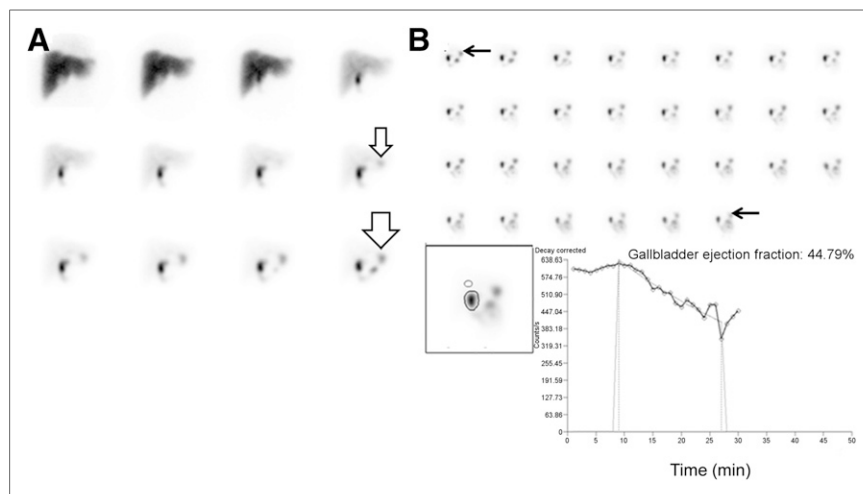 A
B
Decay corrected
Gallbladder ejection fraction: 44.79%
638.63
574.76
510.90
447.04
383.18
319.31
255.45
191.59
127.73
63.86
0
Counts/s
0 5 10 15 20 25 30 35 40 45 50
Time (min)